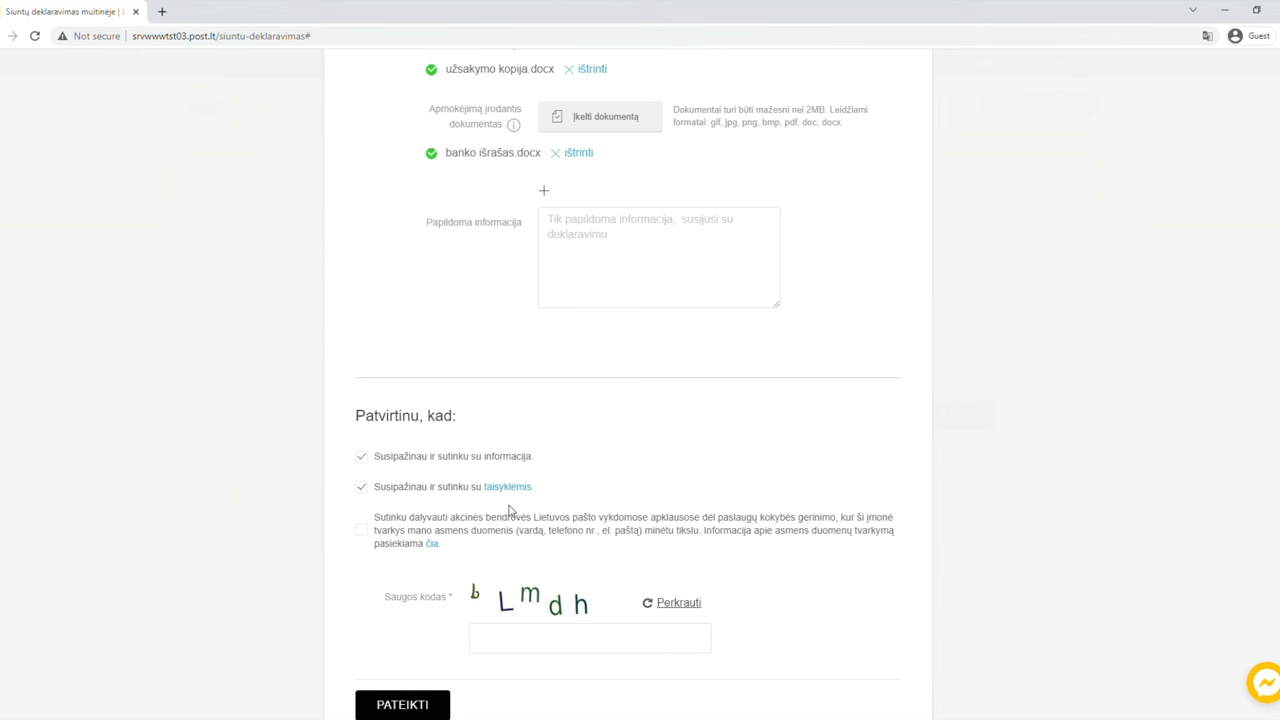 Siuntų deklaravimas muitinėje | L
Not secure
srvwwwtst03.post.lt/siuntu-deklaravimas#
Guest
užsakymo kopija.docx
ištrinti
Apmokėjimą įrodantis
dokumentas
Įkelti dokumentą
Dokumentai turi būti mažesni nei 2MB. Leidžiami
formatai: gif, jpg, png, bmp, pdf, doc, docx.
banko išrašas.docx
ištrinti
Papildoma informacija
Tik papildoma informacija, susijusi su
deklaravimu
Patvirtinu, kad:
Susipažinau ir sutinku su informacija.
Susipažinau ir sutinku su taisyklėmis.
Sutinku dalyvauti akcinės bendrovės Lietuvos pašto vykdomose apklausose dėl paslaugų kokybės gerinimo, kur ši įmonė
tvarkys mano asmens duomenis (vardą, telefono nr., el. paštą) minėtu tikslu. Informacija apie asmens duomenų tvarkymą
pasiekiama čia.
Saugos kodas *
b L m d h
Perkrauti
PATEIKTI